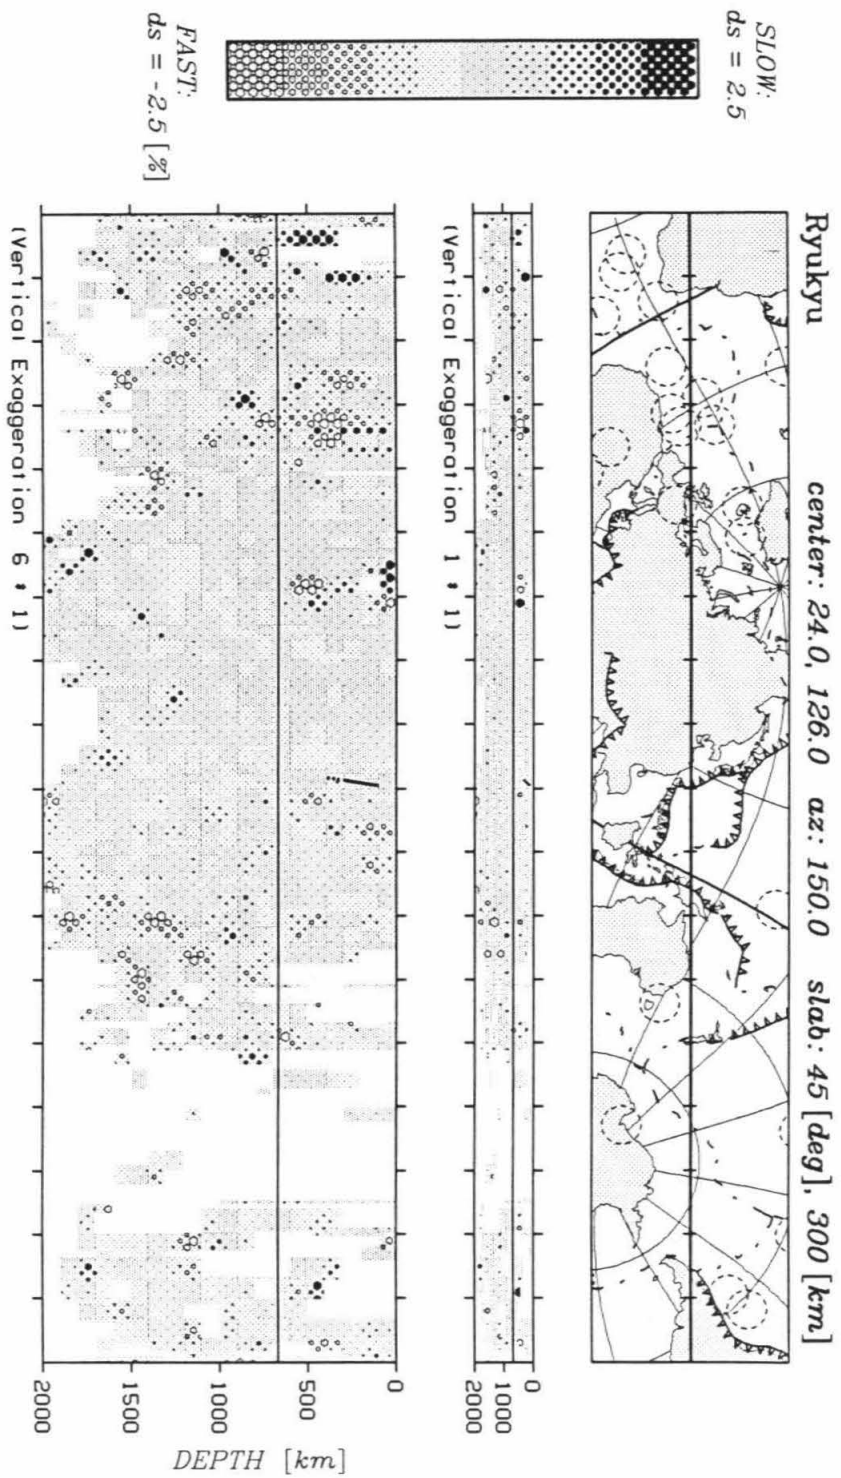 Ryukyu center: 24.0, 126.0 az: 150.0 slab: 45 [deg], 300 [km]
0
1000
2000
(Vertical Exaggeration 1 * 1)
0
500
1000
1500
2000
DEPTH [km]
(Vertical Exaggeration 6 * 1)
FAST:
ds = -2.5 [%]
SLOW:
ds = 2.5